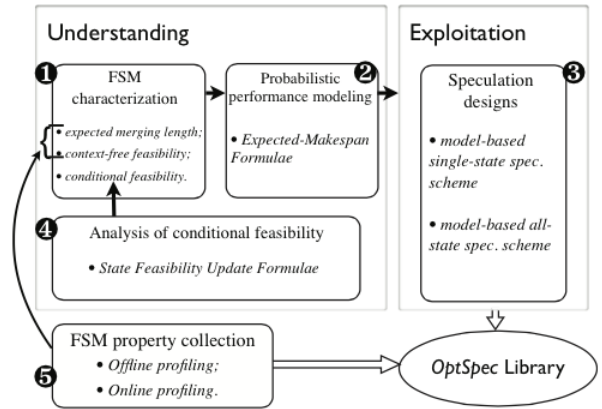 Understanding
Exploitation
❶
FSM
characterization
• expected merging length;
• context-free feasibility;
• conditional feasibility.
❷
Probabilistic
performance modeling
• Expected-Makespan
Formulae
❸
Speculation
designs
• model-based
single-state spec.
scheme
• model-based all-
state spec. scheme
❹
Analysis of conditional feasibility
• State Feasibility Update Formulae
❺
FSM property collection
• Offline profiling;
• Online profiling.
OptSpec Library